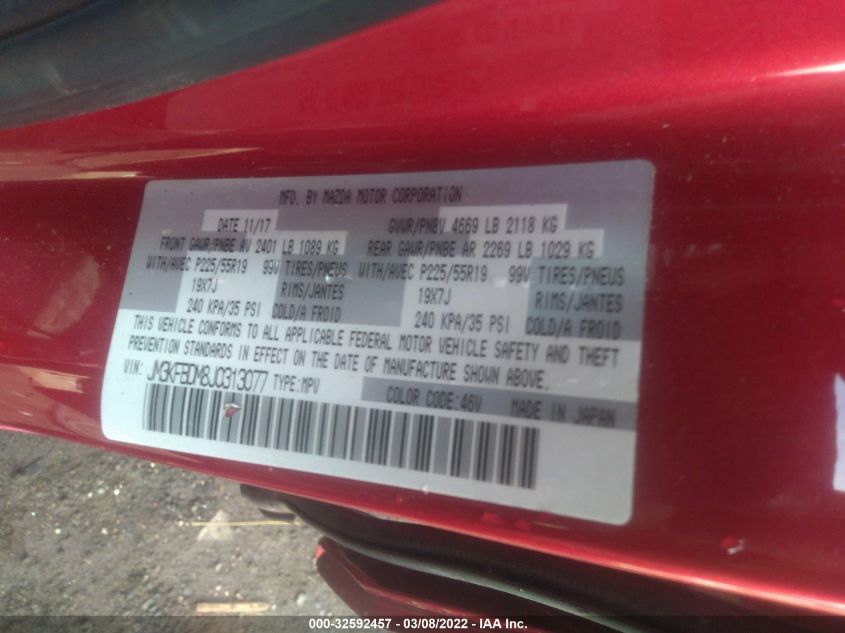 MFD. BY MAZDA MOTOR CORPORATION
DATE 11/17 GVWR/PNBV 4669 LB 2118 KG
FRONT GAWR/PNBE AV 2401 LB 1089 KG REAR GAWR/PNBE AR 2269 LB 1029 KG
WITH/AVEC P225/55R19 99V TIRES/PNEUS WITH/AVEC P225/55R19 99V TIRES/PNEUS
19X7J RIMS/JANTES 19X7J RIMS/JANTES
240 KPA/35 PSI COLD/A FROID 240 KPA/35 PSI COLD/A FROID
THIS VEHICLE CONFORMS TO ALL APPLICABLE FEDERAL MOTOR VEHICLE SAFETY AND THEFT
PREVENTION STANDARDS IN EFFECT ON THE DATE OF MANUFACTURE SHOWN ABOVE.
VIN: JM3KFBDM8J0313077 TYPE:MPV
COLOR CODE:46V MADE IN JAPAN
000-32592457 - 03/08/2022 - IAA Inc.